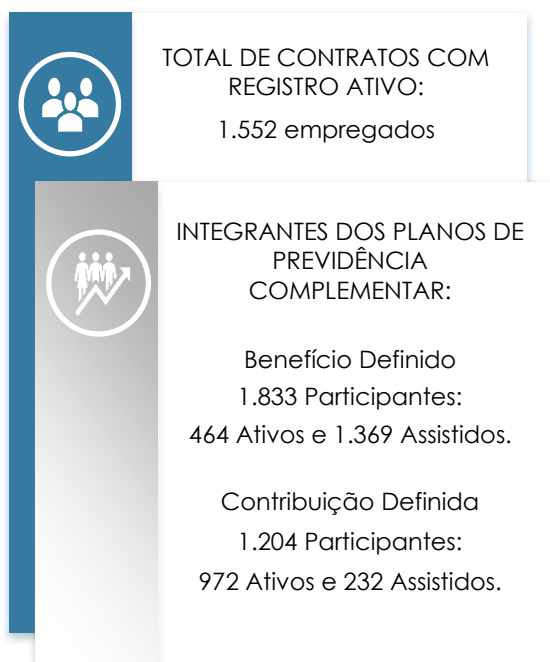 TOTAL DE CONTRATOS COM
REGISTRO ATIVO:
1.552 empregados
INTEGRANTES DOS PLANOS DE
PREVIDÊNCIA
COMPLEMENTAR:
Benefício Definido
1.833 Participantes:
464 Ativos e 1.369 Assistidos.
Contribuição Definida
1.204 Participantes:
972 Ativos e 232 Assistidos.